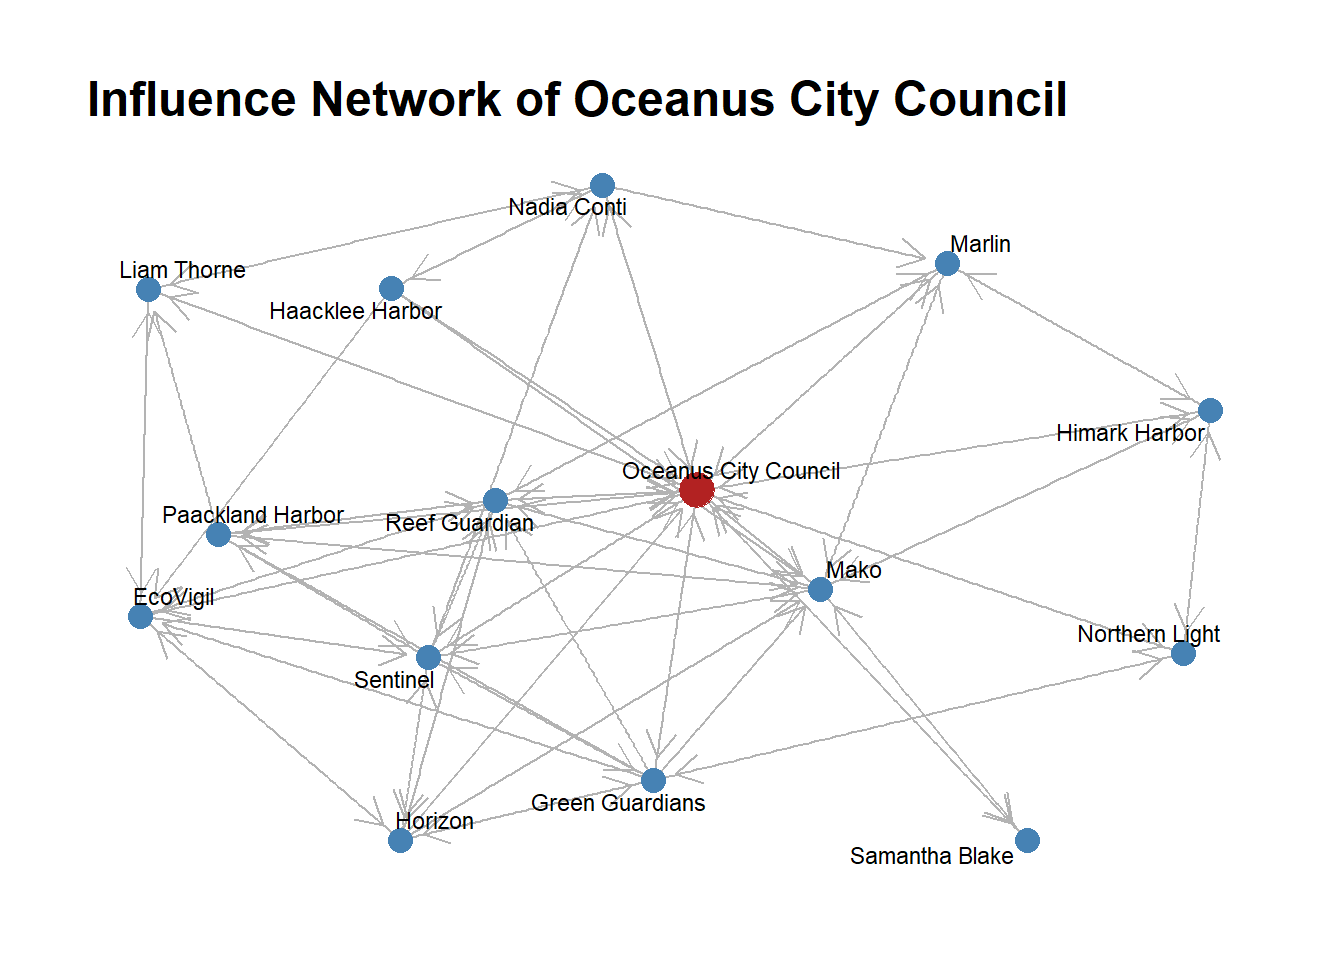 Influence Network of Oceanus City Council
Nadia Conti
Marlin
Liam Thorne
Haacklee Harbor
Himark Harbor
Oceanus City Council
Paackland Harbor
Reef Guardian
Mako
EcoVigil
Northern Light
Sentinel
Green Guardians
Horizon
Samantha Blake